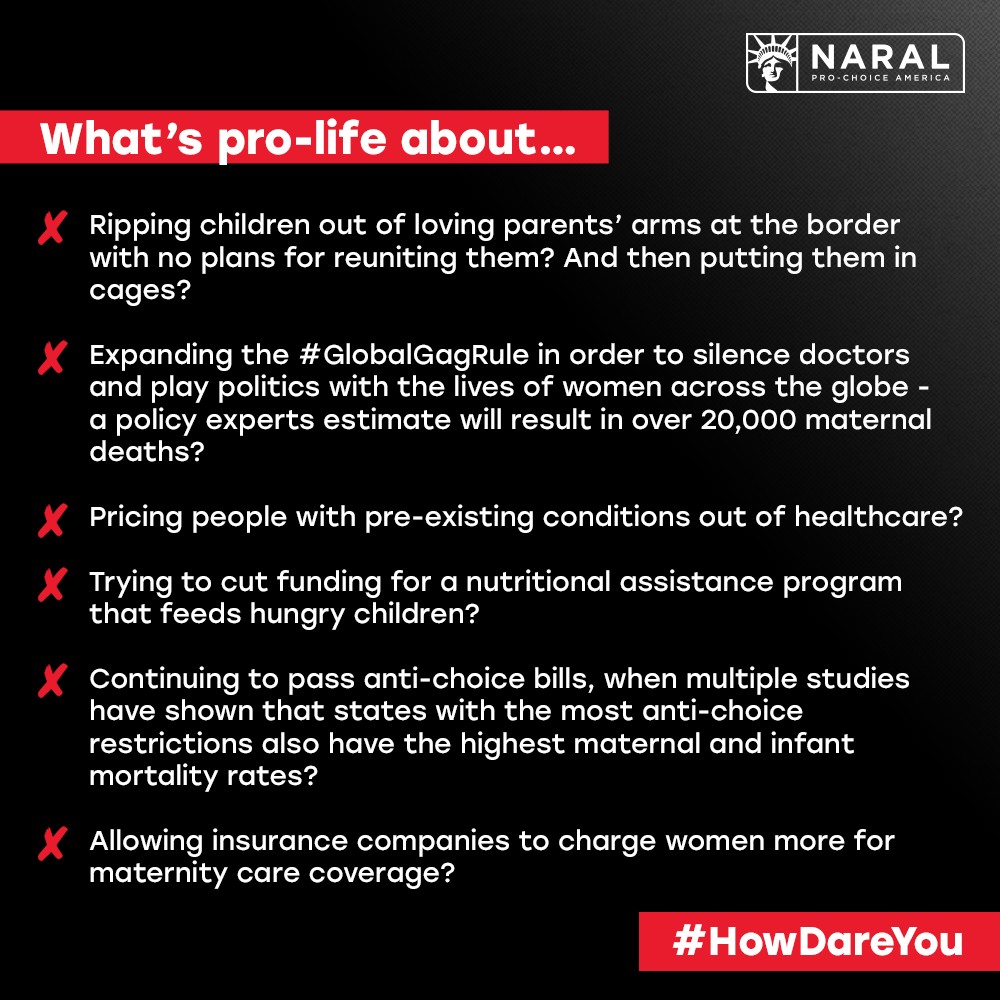 NARAL
PRO-CHOICE AMERICA
What's pro-life about...
✘ Ripping children out of loving parents' arms at the border
with no plans for reuniting them? And then putting them in
cages?
✘ Expanding the #GlobalGagRule in order to silence doctors
and play politics with the lives of women across the globe -
a policy experts estimate will result in over 20,000 maternal
deaths?
✘ Pricing people with pre-existing conditions out of healthcare?
✘ Trying to cut funding for a nutritional assistance program
that feeds hungry children?
✘ Continuing to pass anti-choice bills, when multiple studies
have shown that states with the most anti-choice
restrictions also have the highest maternal and infant
mortality rates?
✘ Allowing insurance companies to charge women more for
maternity care coverage?
#HowDareYou